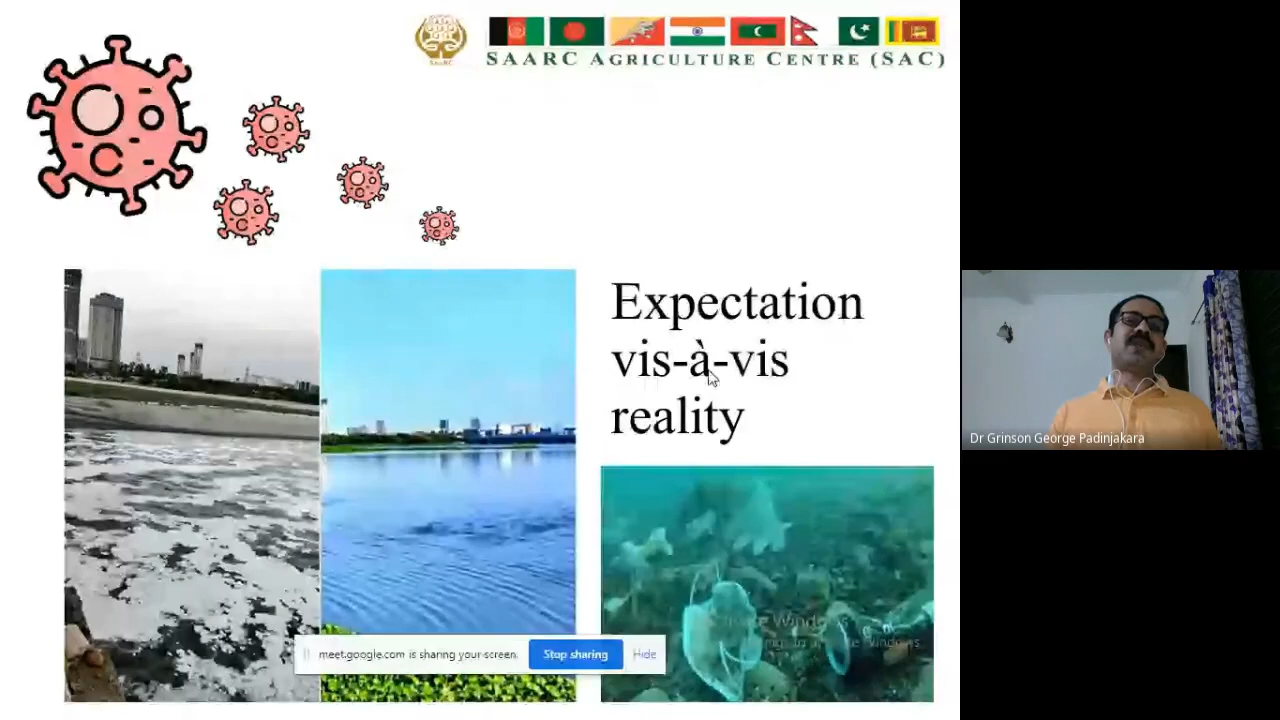 SAARC
SAARC AGRICULTURE CENTRE (SAC)
Expectation
vis-à-vis
reality
Dr Grinson George Padinjakara
meet.google.com is sharing your screen.
Stop sharing
Hide